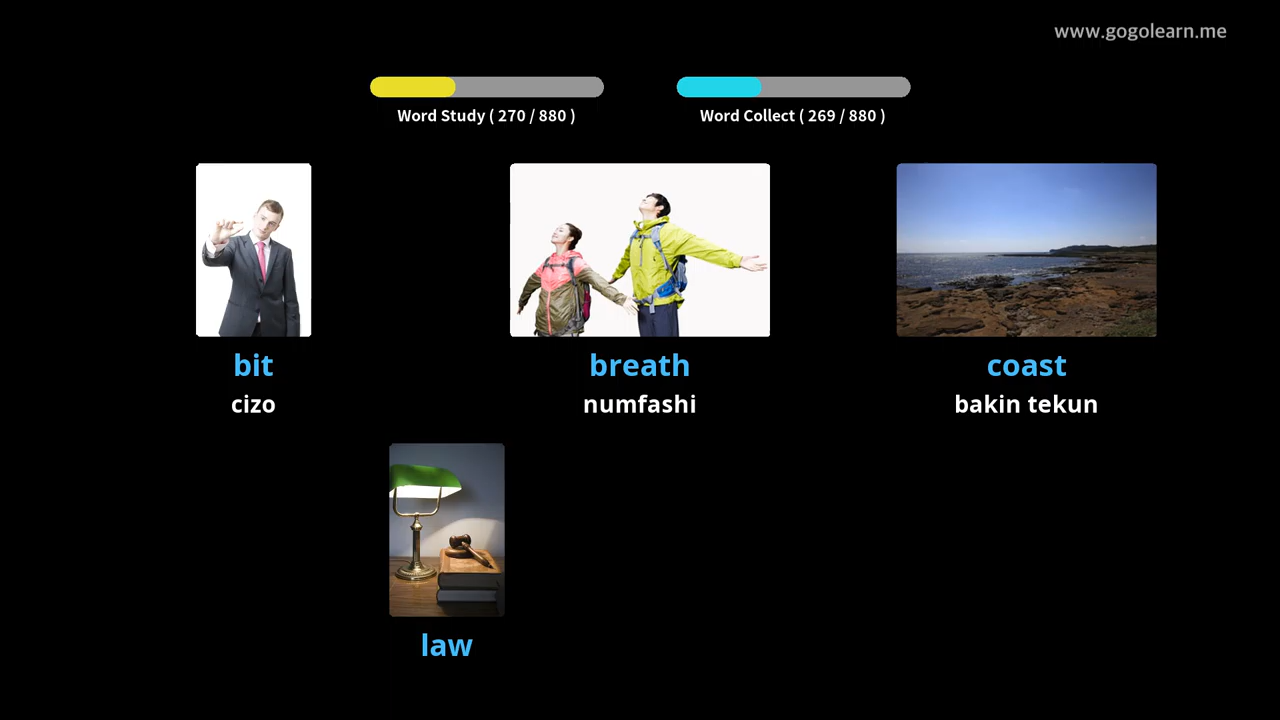 www.gogolearn.me
Word Study ( 270 / 880 )
Word Collect ( 269 / 880 )
bit
cizo
breath
numfashi
coast
bakin tekun
law